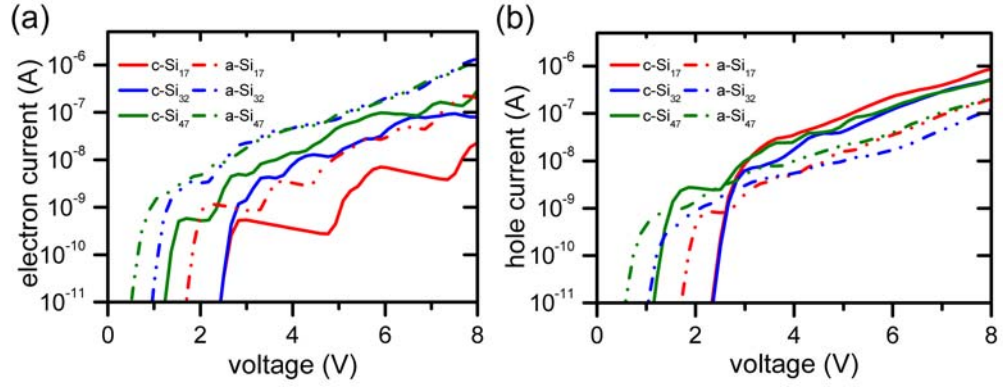 (a)
electron current (A)
10⁻⁶
10⁻⁷
10⁻⁸
10⁻⁹
10⁻¹⁰
10⁻¹¹
c-Si₁₇ a-Si₁₇
c-Si₃₂ a-Si₃₂
c-Si₄₇ a-Si₄₇
0 2 4 6 8
voltage (V)
(b)
hole current (A)
10⁻⁶
10⁻⁷
10⁻⁸
10⁻⁹
10⁻¹⁰
10⁻¹¹
c-Si₁₇ a-Si₁₇
c-Si₃₂ a-Si₃₂
c-Si₄₇ a-Si₄₇
0 2 4 6 8
voltage (V)